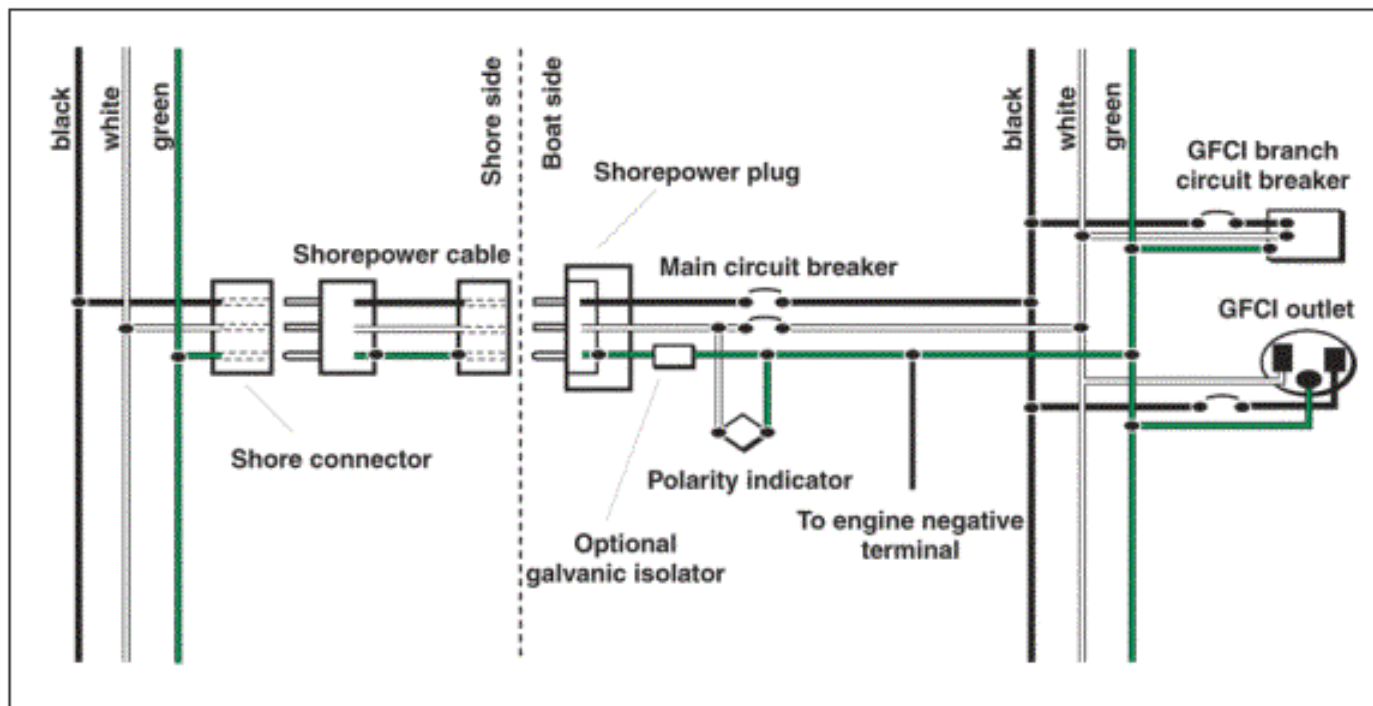 black
white
green
Shore side
Boat side
Shorepower plug
Shorepower cable
Main circuit breaker
black
white
green
GFCI branch
circuit breaker
GFCI outlet
Shore connector
Polarity indicator
Optional
galvanic isolator
To engine negative
terminal